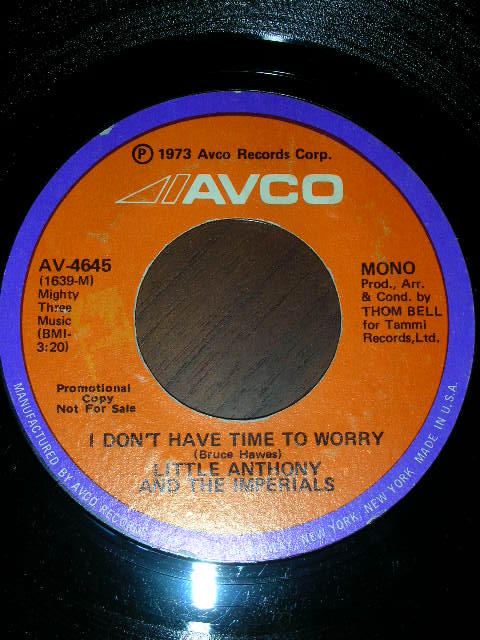 Ⓟ 1973 Avco Records Corp.
AVCO
AV-4645
(1639-M)
Mighty
Three
Music
(BMI-
3:20)
MONO
Prod., Arr.
& Cond. by
THOM BELL
for Tammi
Records,Ltd.
Promotional
Copy
Not For Sale
I DON'T HAVE TIME TO WORRY
(Bruce Hawes)
LITTLE ANTHONY
AND THE IMPERIALS
MANUFACTURED BY AVCO RECORDS NEW YORK, NEW YORK MADE IN U.S.A.